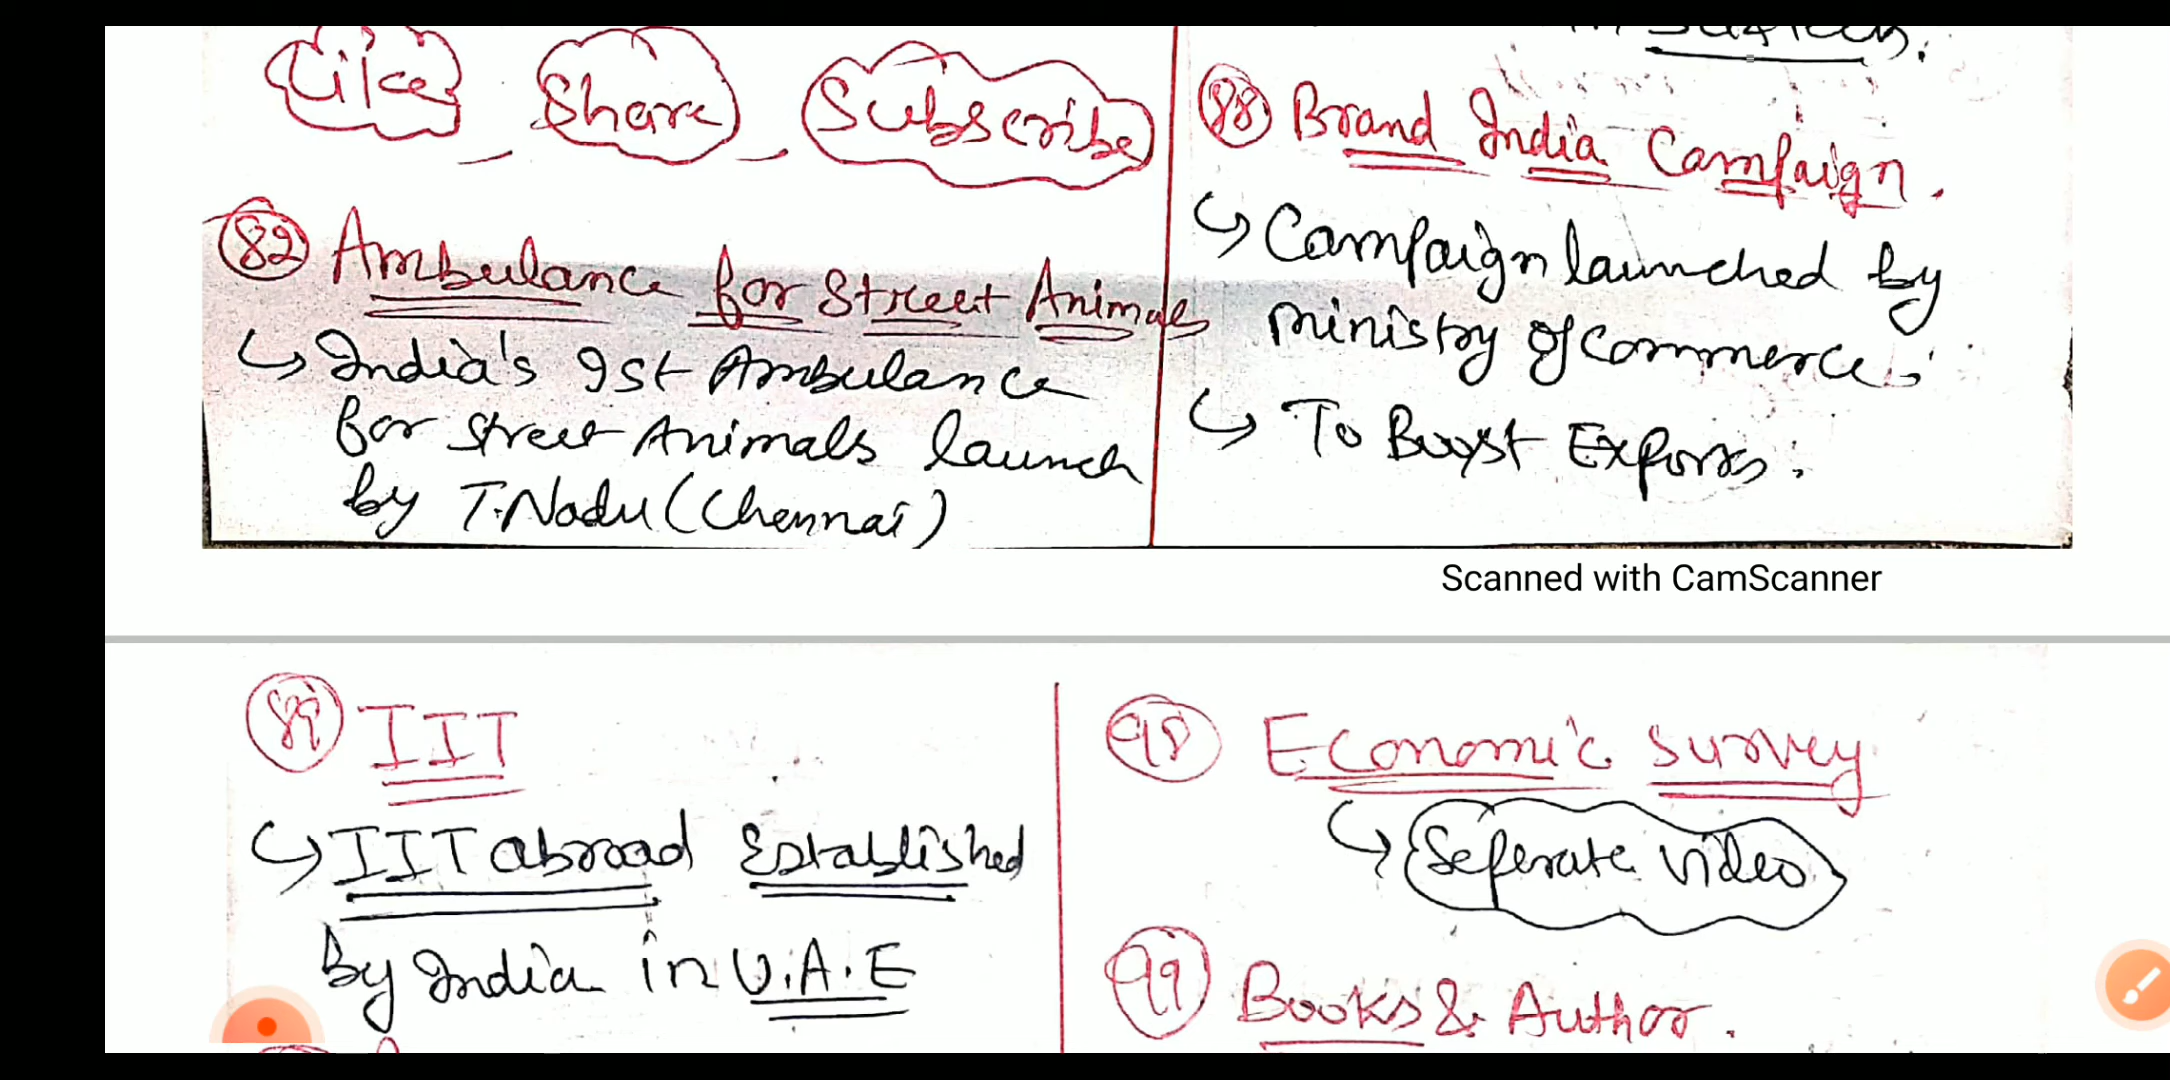 Like Share Subscribe
82 Ambulance for Street Animals
India's 1st Ambulance
for Street Animals launch
by T.Nadu (Chennai)
88 Brand India Campaign.
Campaign launched by
ministry of commerce
To Boost Exports.
Scanned with CamScanner
89 IIT
IIT abroad Established
By India in U.A.E
98 Economic survey
Seperate video
99 Books & Author.